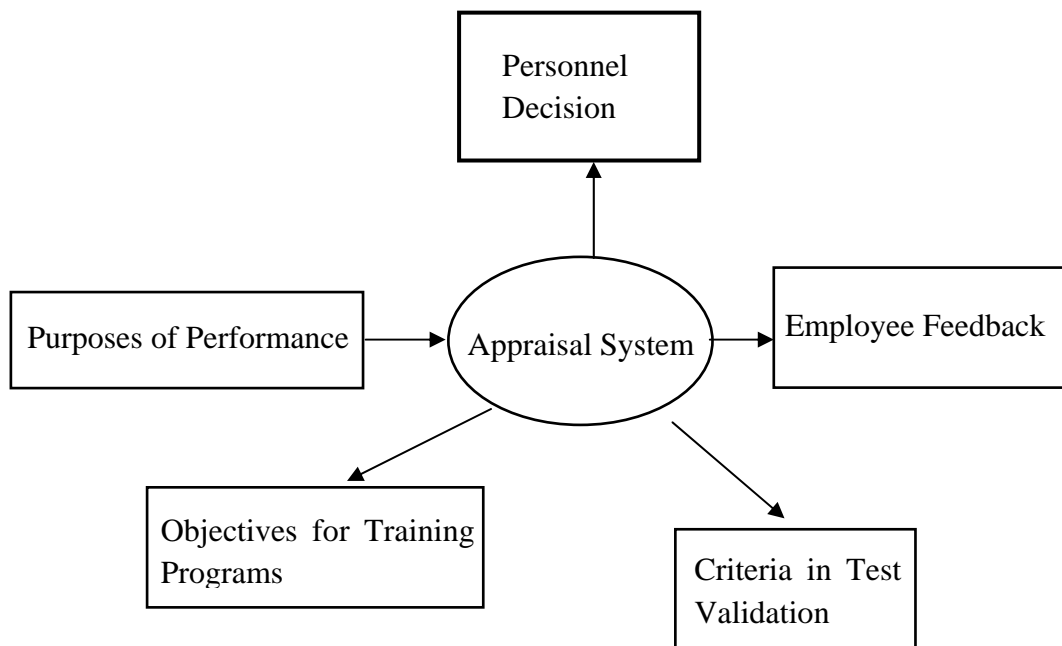 Personnel
Decision
Purposes of Performance
Appraisal System
Employee Feedback
Objectives for Training
Programs
Criteria in Test
Validation